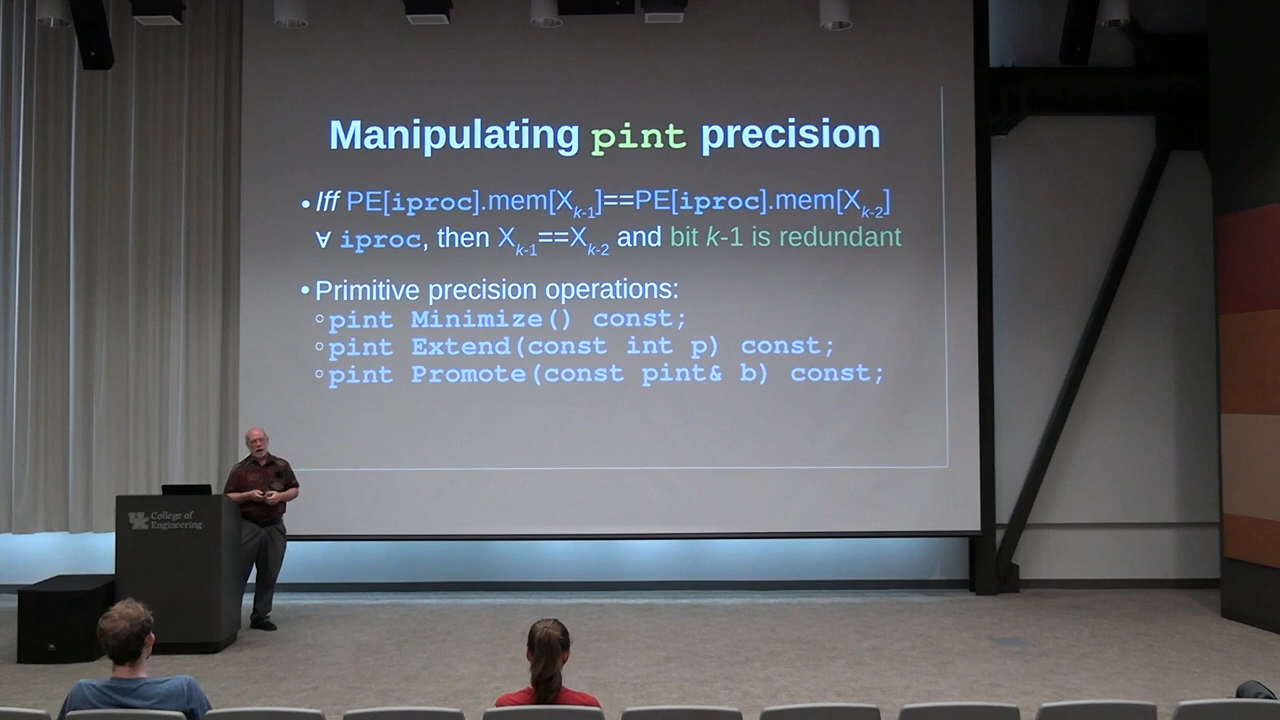 Manipulating pint precision
• Iff PE[iproc].mem[Xk-1]==PE[iproc].mem[Xk-2]
∀ iproc, then Xk-1==Xk-2 and bit k-1 is redundant
• Primitive precision operations:
◦ pint Minimize() const;
◦ pint Extend(const int p) const;
◦ pint Promote(const pint& b) const;
UK College of
Engineering